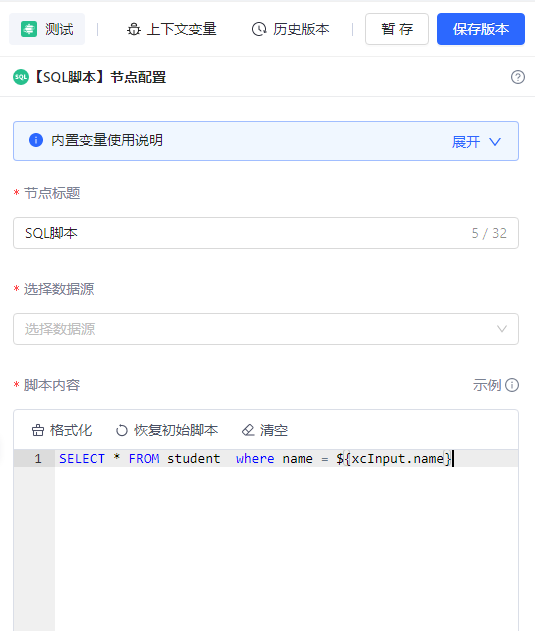 测试 上下文变量 历史版本 暂 存 保存版本
SQL 【SQL脚本】节点配置
内置变量使用说明 展开
* 节点标题
SQL脚本 5 / 32
* 选择数据源
选择数据源
* 脚本内容 示例
格式化 恢复初始脚本 清空
1 SELECT * FROM student  where name = ${xcInput.name}